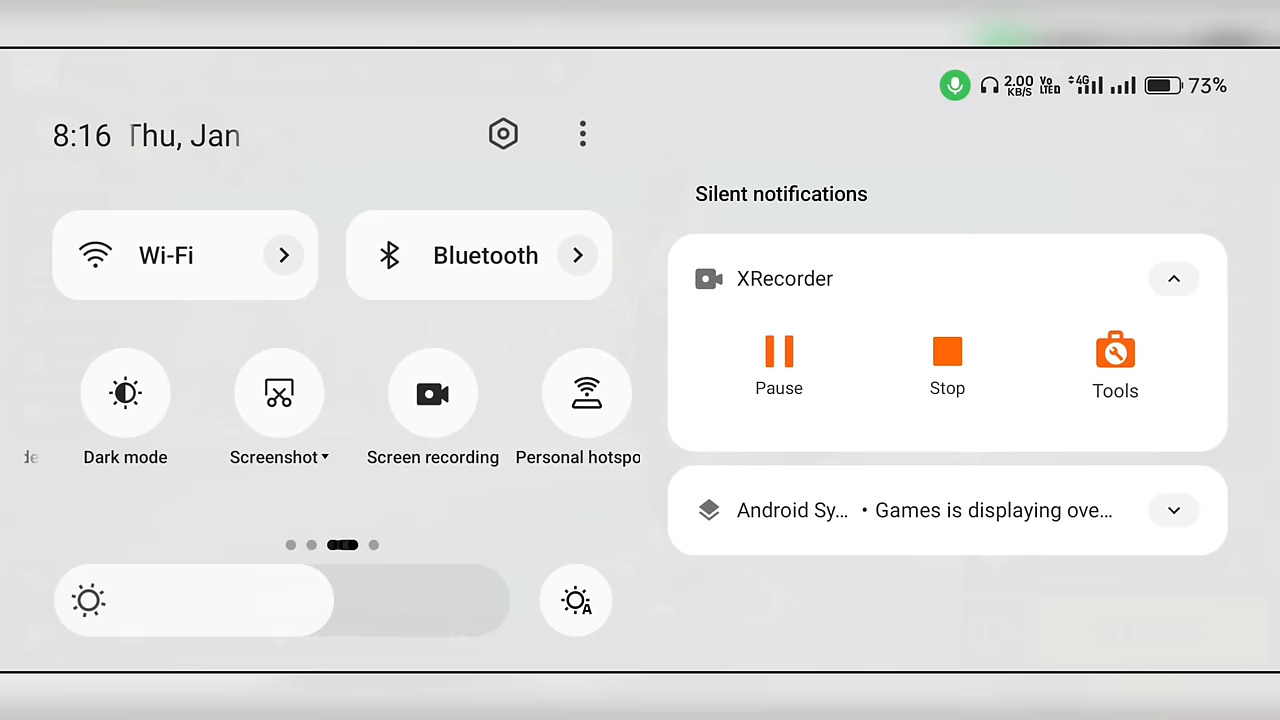 2.00 KB/S Vo LTED 4G 73%
8:16 Thu, Jan
Wi-Fi
Bluetooth
Dark mode
Screenshot
Screen recording
Personal hotspo
A
Silent notifications
XRecorder
Pause
Stop
Tools
Android Sy... • Games is displaying ove...